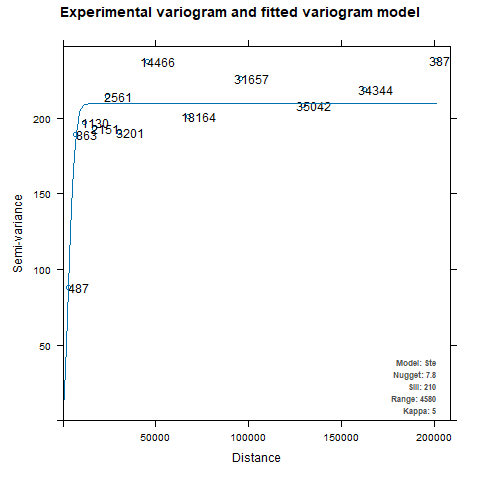 Experimental variogram and fitted variogram model
14466
387
31657
34344
2561
35042
18164
1130
2151
3201
863
487
200
150
100
50
Semi-variance
50000
100000
150000
200000
Distance
Model: Ste
Nugget: 7.8
Sill: 210
Range: 4580
Kappa: 5